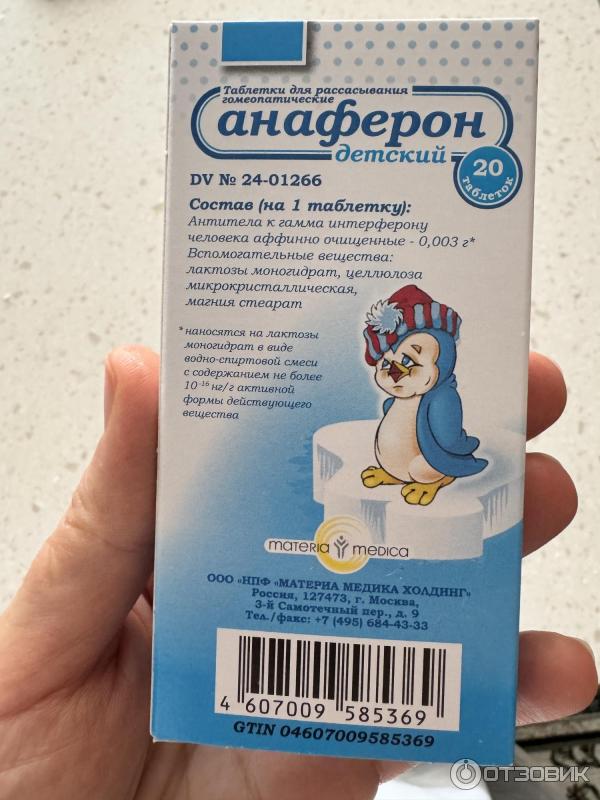 Таблетки для рассасывания
гомеопатические
анаферон
детский
20
таблеток
DV № 24-01266
Состав (на 1 таблетку):
Антитела к гамма интерферону
человека аффинно очищенные - 0,003 г*
Вспомогательные вещества:
лактозы моногидрат, целлюлоза
микрокристаллическая,
магния стеарат
*наносятся на лактозы
моногидрат в виде
водно-спиртовой смеси
с содержанием не более
10⁻¹⁶ нг/г активной
формы действующего
вещества
materia medica
ООО «НПФ «МАТЕРИА МЕДИКА ХОЛДИНГ»
Россия, 127473, г. Москва,
3-й Самотечный пер., д. 9
Тел./факс: +7 (495) 684-43-33
4 607009 585369
GTIN 04607009585369
ОТЗОВИК